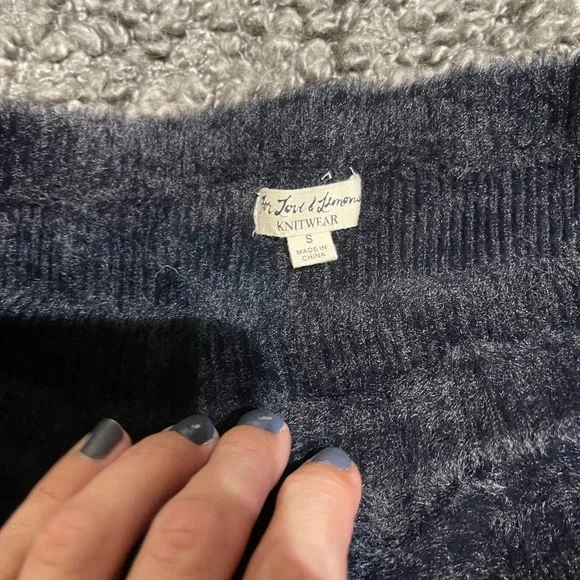 for Love & Lemons
KNITWEAR
S
MADE IN
CHINA